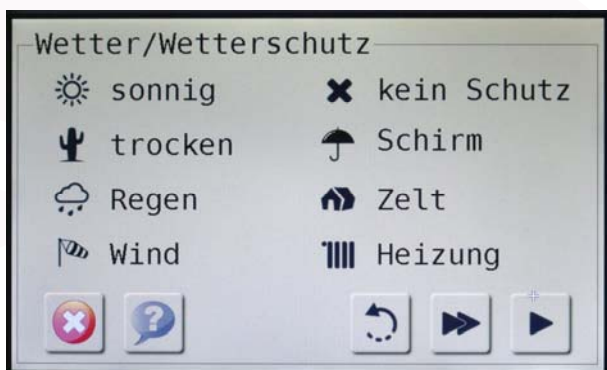 Wetter/Wetterschutz
sonnig
kein Schutz
trocken
Schirm
Regen
Zelt
Wind
Heizung
?